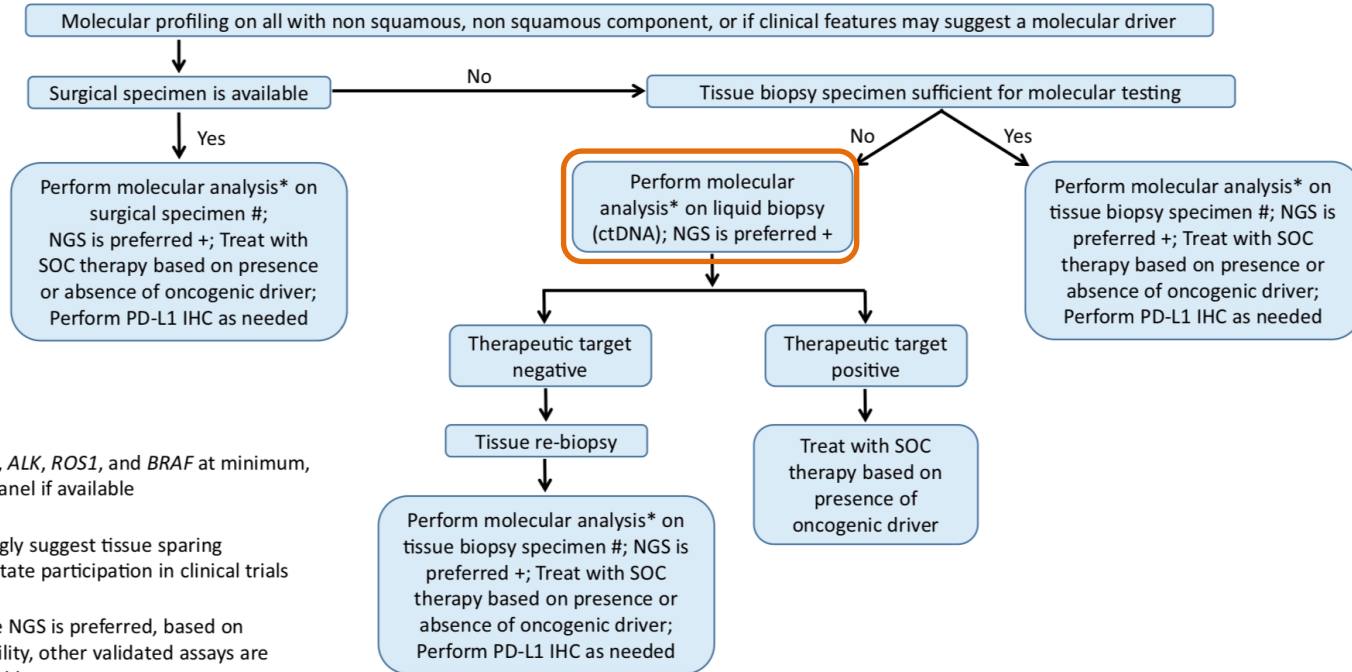 Molecular profiling on all with non squamous, non squamous component, or if clinical features may suggest a molecular driver
Surgical specimen is available
No
Tissue biopsy specimen sufficient for molecular testing
Yes
No
Yes
Perform molecular analysis* on
surgical specimen #;
NGS is preferred +; Treat with
SOC therapy based on presence
or absence of oncogenic driver;
Perform PD-L1 IHC as needed
Perform molecular
analysis* on liquid biopsy
(ctDNA); NGS is preferred +
Perform molecular analysis* on
tissue biopsy specimen #; NGS is
preferred +; Treat with SOC
therapy based on presence or
absence of oncogenic driver;
Perform PD-L1 IHC as needed
Therapeutic target
negative
Therapeutic target
positive
Tissue re-biopsy
Treat with SOC
therapy based on
presence of
oncogenic driver
Perform molecular analysis* on
tissue biopsy specimen #; NGS is
preferred +; Treat with SOC
therapy based on presence or
absence of oncogenic driver;
Perform PD-L1 IHC as needed
, ALK, ROS1, and BRAF at minimum,
anel if available
gly suggest tissue sparing
tate participation in clinical trials
e NGS is preferred, based on
ility, other validated assays are